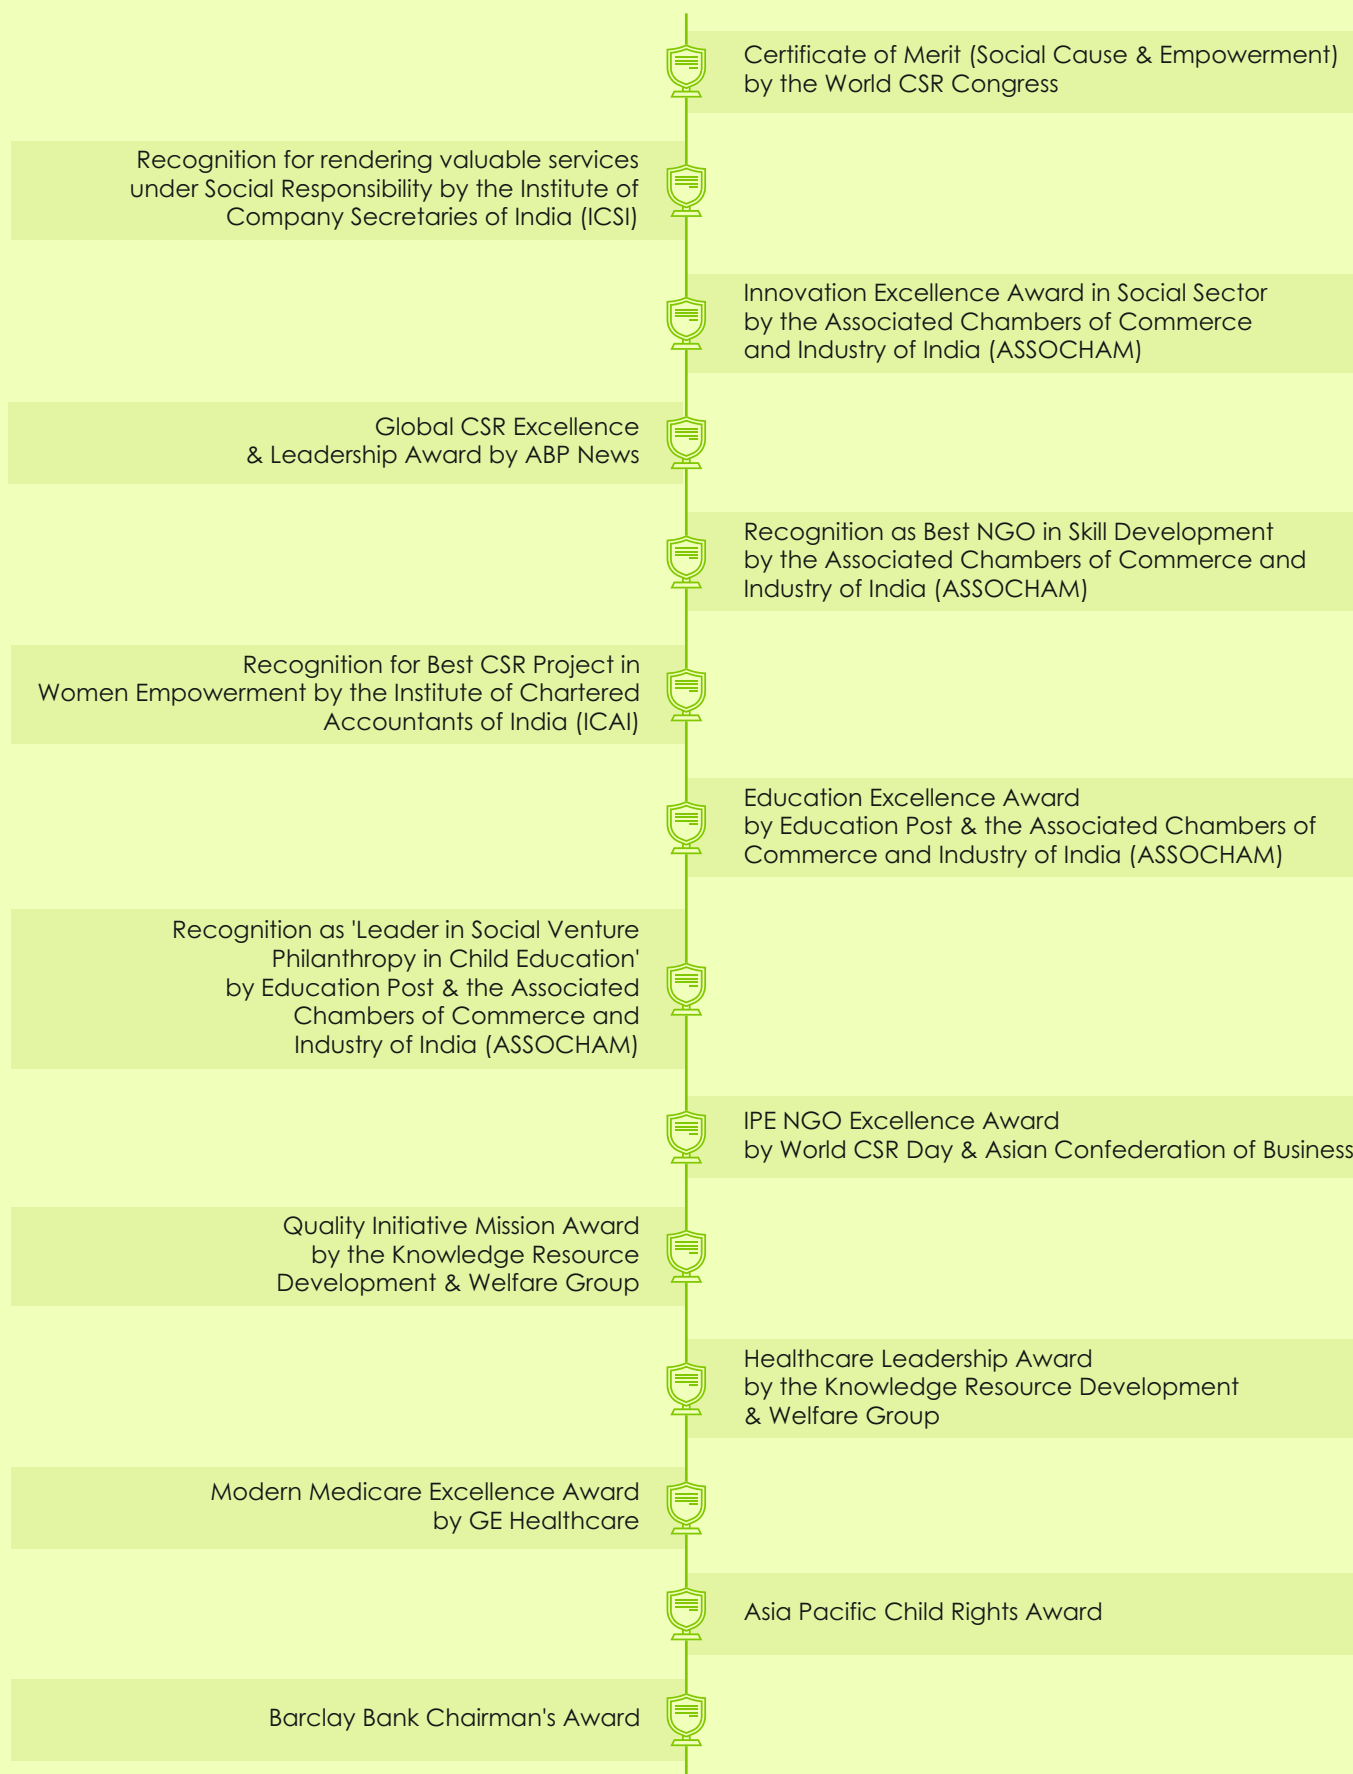 Certificate of Merit (Social Cause & Empowerment)
by the World CSR Congress
Recognition for rendering valuable services
under Social Responsibility by the Institute of
Company Secretaries of India (ICSI)
Innovation Excellence Award in Social Sector
by the Associated Chambers of Commerce
and Industry of India (ASSOCHAM)
Global CSR Excellence
& Leadership Award by ABP News
Recognition as Best NGO in Skill Development
by the Associated Chambers of Commerce and
Industry of India (ASSOCHAM)
Recognition for Best CSR Project in
Women Empowerment by the Institute of Chartered
Accountants of India (ICAI)
Education Excellence Award
by Education Post & the Associated Chambers of
Commerce and Industry of India (ASSOCHAM)
Recognition as 'Leader in Social Venture
Philanthropy in Child Education'
by Education Post & the Associated
Chambers of Commerce and
Industry of India (ASSOCHAM)
IPE NGO Excellence Award
by World CSR Day & Asian Confederation of Business
Quality Initiative Mission Award
by the Knowledge Resource
Development & Welfare Group
Healthcare Leadership Award
by the Knowledge Resource Development
& Welfare Group
Modern Medicare Excellence Award
by GE Healthcare
Asia Pacific Child Rights Award
Barclay Bank Chairman's Award